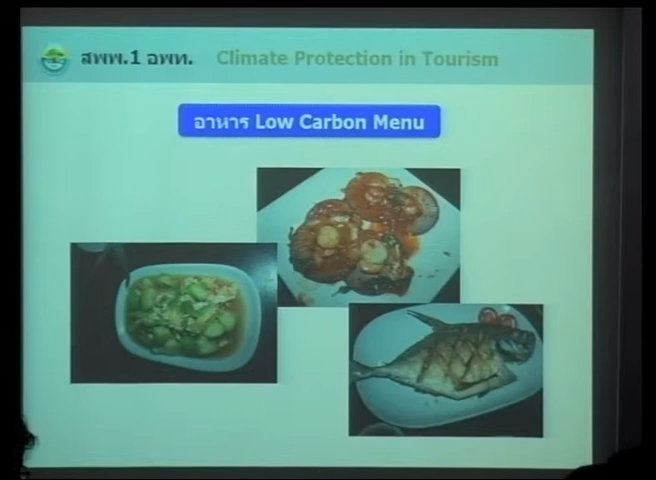 สพพ.1 อพท. Climate Protection in Tourism
อาหาร Low Carbon Menu